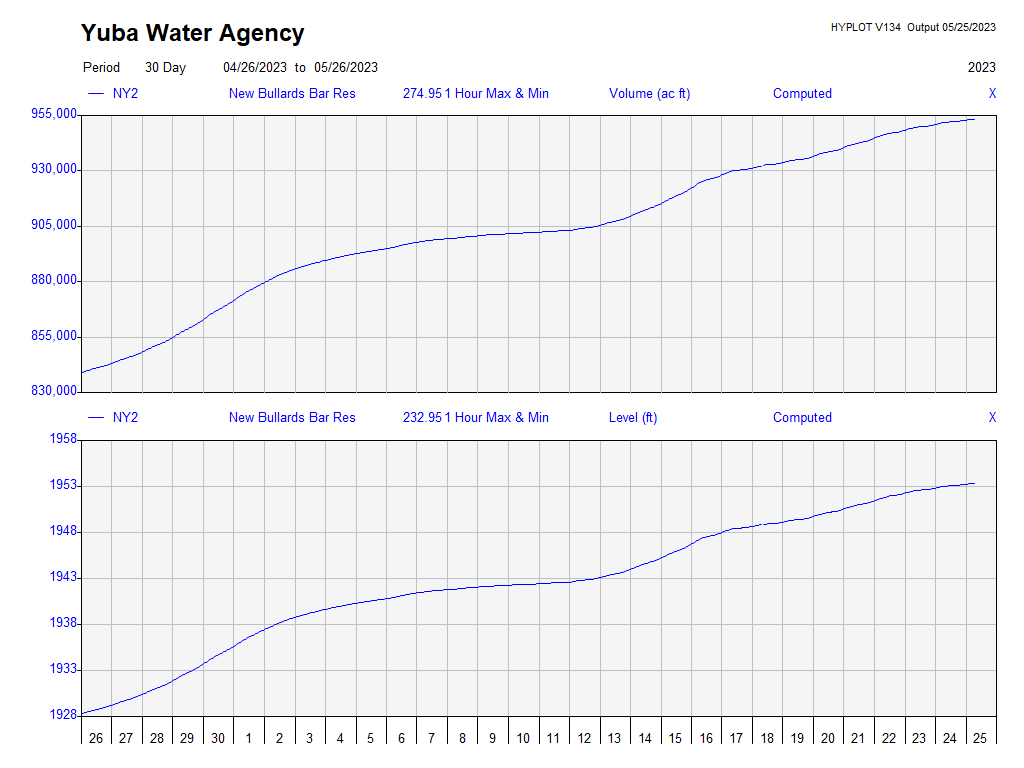 Yuba Water Agency
HYPLOT V134 Output 05/25/2023
Period 30 Day 04/26/2023 to 05/26/2023 2023
NY2 New Bullards Bar Res 274.95 1 Hour Max & Min Volume (ac ft) Computed X
955,000
930,000
905,000
880,000
855,000
830,000
NY2 New Bullards Bar Res 232.95 1 Hour Max & Min Level (ft) Computed X
1958
1953
1948
1943
1938
1933
1928
26 27 28 29 30 1 2 3 4 5 6 7 8 9 10 11 12 13 14 15 16 17 18 19 20 21 22 23 24 25